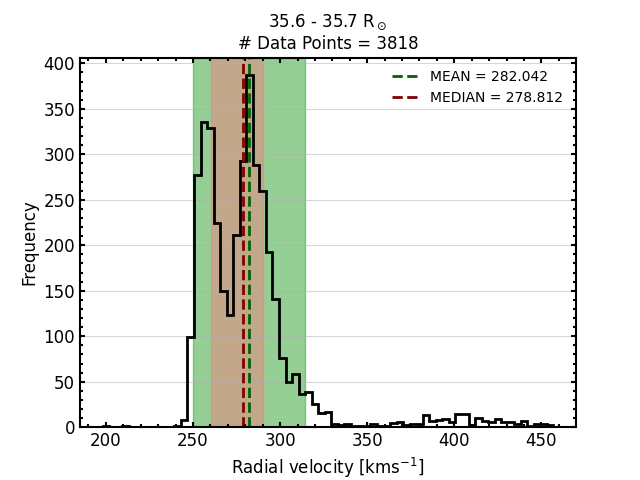 35.6 - 35.7 R⊙
# Data Points = 3818
MEAN = 282.042
MEDIAN = 278.812
400
350
300
250
200
150
100
50
0
Frequency
200 250 300 350 400 450
Radial velocity [kms⁻¹]